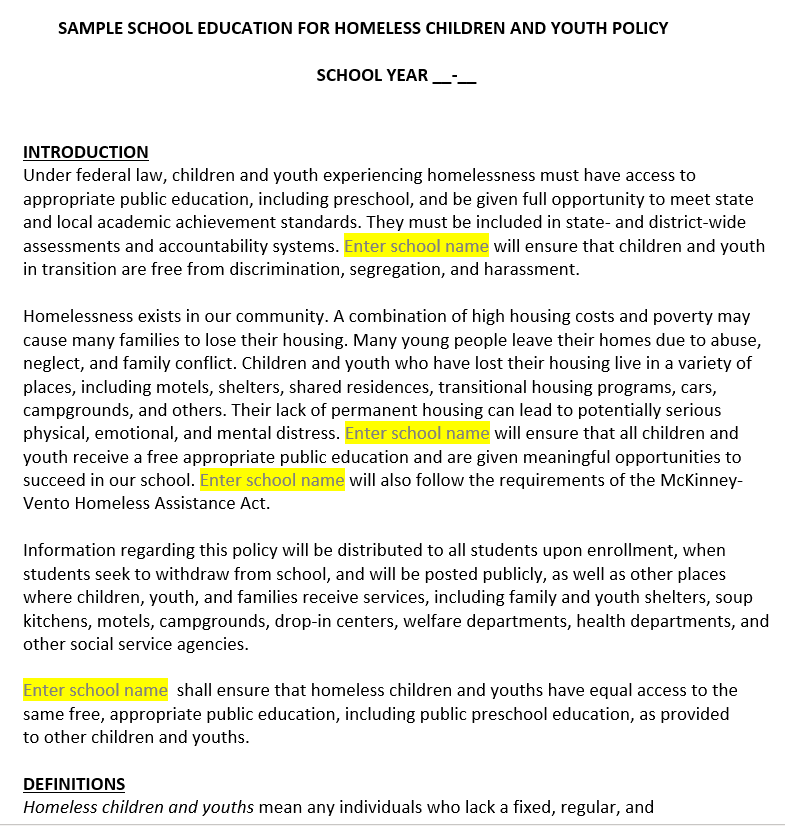 SAMPLE SCHOOL EDUCATION FOR HOMELESS CHILDREN AND YOUTH POLICY
SCHOOL YEAR __-__
INTRODUCTION
Under federal law, children and youth experiencing homelessness must have access to
appropriate public education, including preschool, and be given full opportunity to meet state
and local academic achievement standards. They must be included in state- and district-wide
assessments and accountability systems. Enter school name will ensure that children and youth
in transition are free from discrimination, segregation, and harassment.
Homelessness exists in our community. A combination of high housing costs and poverty may
cause many families to lose their housing. Many young people leave their homes due to abuse,
neglect, and family conflict. Children and youth who have lost their housing live in a variety of
places, including motels, shelters, shared residences, transitional housing programs, cars,
campgrounds, and others. Their lack of permanent housing can lead to potentially serious
physical, emotional, and mental distress. Enter school name will ensure that all children and
youth receive a free appropriate public education and are given meaningful opportunities to
succeed in our school. Enter school name will also follow the requirements of the McKinney-
Vento Homeless Assistance Act.
Information regarding this policy will be distributed to all students upon enrollment, when
students seek to withdraw from school, and will be posted publicly, as well as other places
where children, youth, and families receive services, including family and youth shelters, soup
kitchens, motels, campgrounds, drop-in centers, welfare departments, health departments, and
other social service agencies.
Enter school name shall ensure that homeless children and youths have equal access to the
same free, appropriate public education, including public preschool education, as provided
to other children and youths.
DEFINITIONS
Homeless children and youths mean any individuals who lack a fixed, regular, and